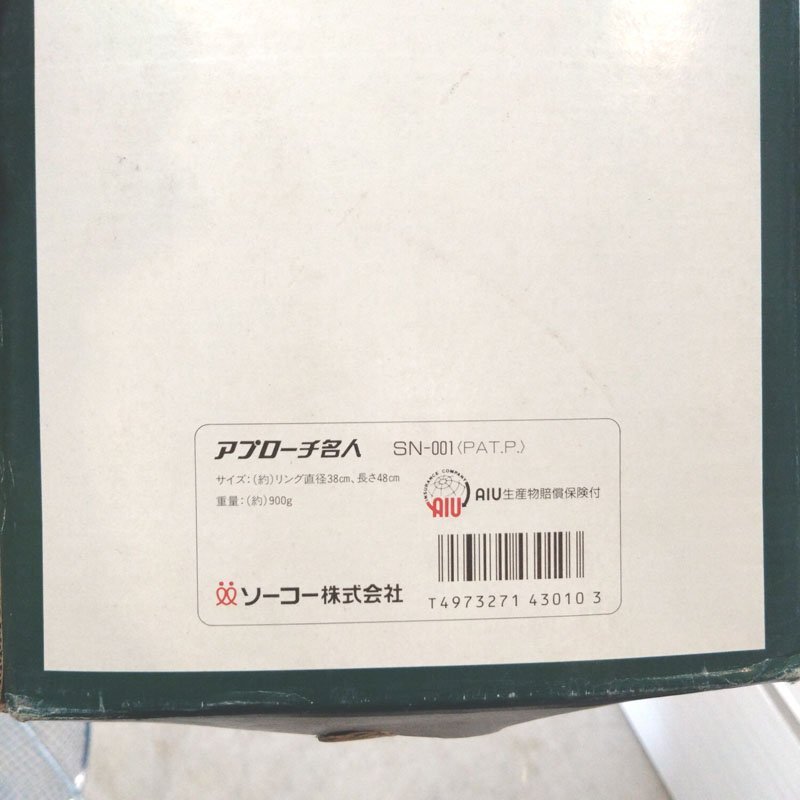 アプローチ名人 SN-001〈PAT.P.〉
サイズ:(約)リング直径38cm、長さ48cm
重量:(約)900g
INSURANCE COMPANY
AIU
AIU生産物賠償保険付
ソーコー株式会社
T4973271 43010 3